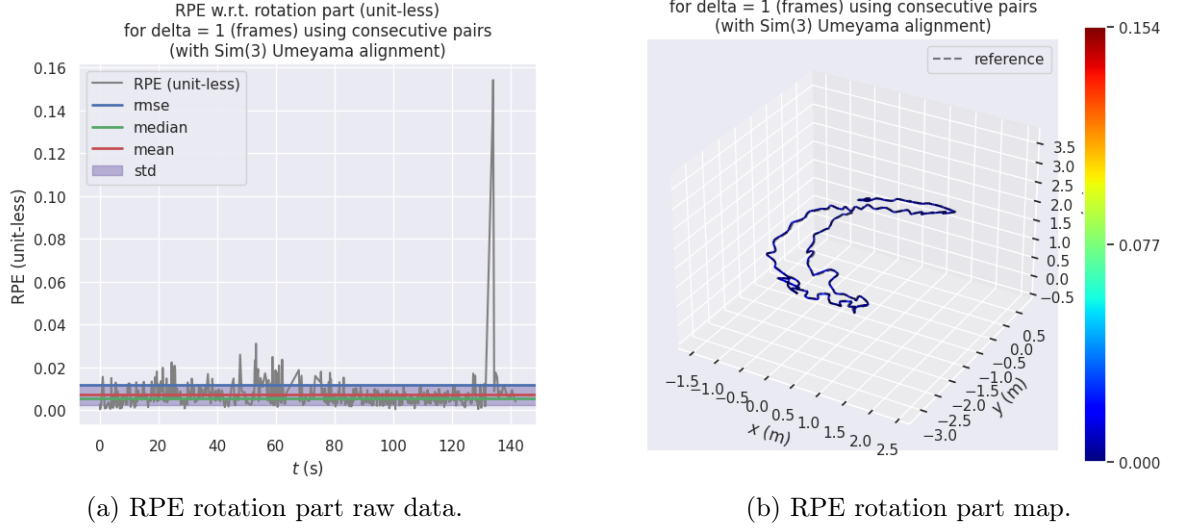 RPE w.r.t. rotation part (unit-less)
for delta = 1 (frames) using consecutive pairs
(with Sim(3) Umeyama alignment)
0.16
0.14
0.12
0.10
0.08
0.06
0.04
0.02
0.00
RPE (unit-less)
RPE (unit-less)
rmse
median
mean
std
0 20 40 60 80 100 120 140
t (s)
(a) RPE rotation part raw data.
for delta = 1 (frames) using consecutive pairs
(with Sim(3) Umeyama alignment)
reference
3.5
3.0
2.5
2.0
1.5
1.0
0.5
0.0
−0.5
0.5
0.0
−0.5
−1.0
−1.5
−2.0
−2.5
−3.0
y (m)
−1.5
−1.0
−0.5
0.0
0.5
1.0
1.5
2.0
2.5
x (m)
0.154
0.077
0.000
(b) RPE rotation part map.